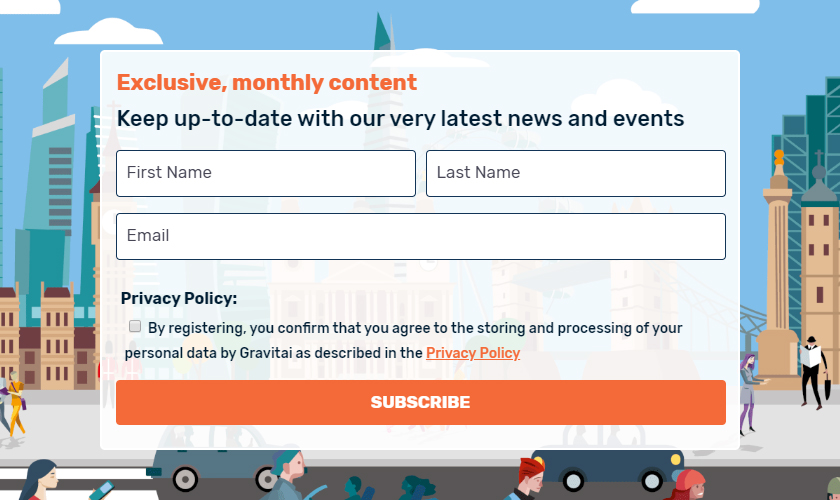 Exclusive, monthly content
Keep up-to-date with our very latest news and events
First Name
Last Name
Email
Privacy Policy:
By registering, you confirm that you agree to the storing and processing of your
personal data by Gravitai as described in the Privacy Policy
SUBSCRIBE